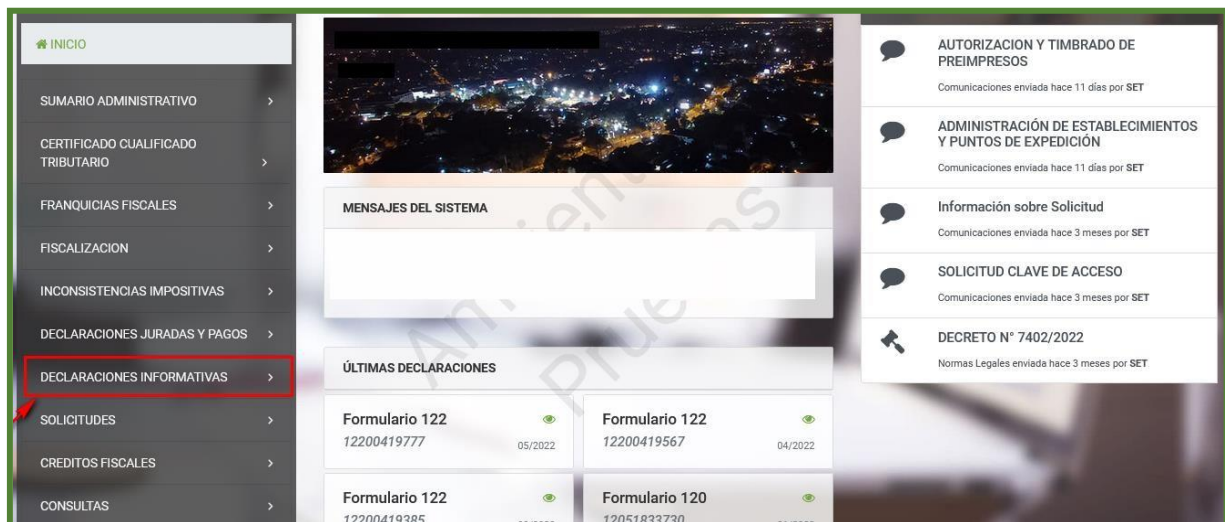 INICIO
SUMARIO ADMINISTRATIVO
CERTIFICADO CUALIFICADO
TRIBUTARIO
FRANQUICIAS FISCALES
FISCALIZACION
INCONSISTENCIAS IMPOSITIVAS
DECLARACIONES JURADAS Y PAGOS
DECLARACIONES INFORMATIVAS
SOLICITUDES
CREDITOS FISCALES
CONSULTAS
MENSAJES DEL SISTEMA
ÚLTIMAS DECLARACIONES
Formulario 122
12200419777 05/2022
Formulario 122
12200419567 04/2022
Formulario 122
12200419385
Formulario 120
12051833730
AUTORIZACION Y TIMBRADO DE
PREIMPRESOS
Comunicaciones enviada hace 11 días por SET
ADMINISTRACIÓN DE ESTABLECIMIENTOS
Y PUNTOS DE EXPEDICIÓN
Comunicaciones enviada hace 11 días por SET
Información sobre Solicitud
Comunicaciones enviada hace 3 meses por SET
SOLICITUD CLAVE DE ACCESO
Comunicaciones enviada hace 3 meses por SET
DECRETO N° 7402/2022
Normas Legales enviada hace 3 meses por SET